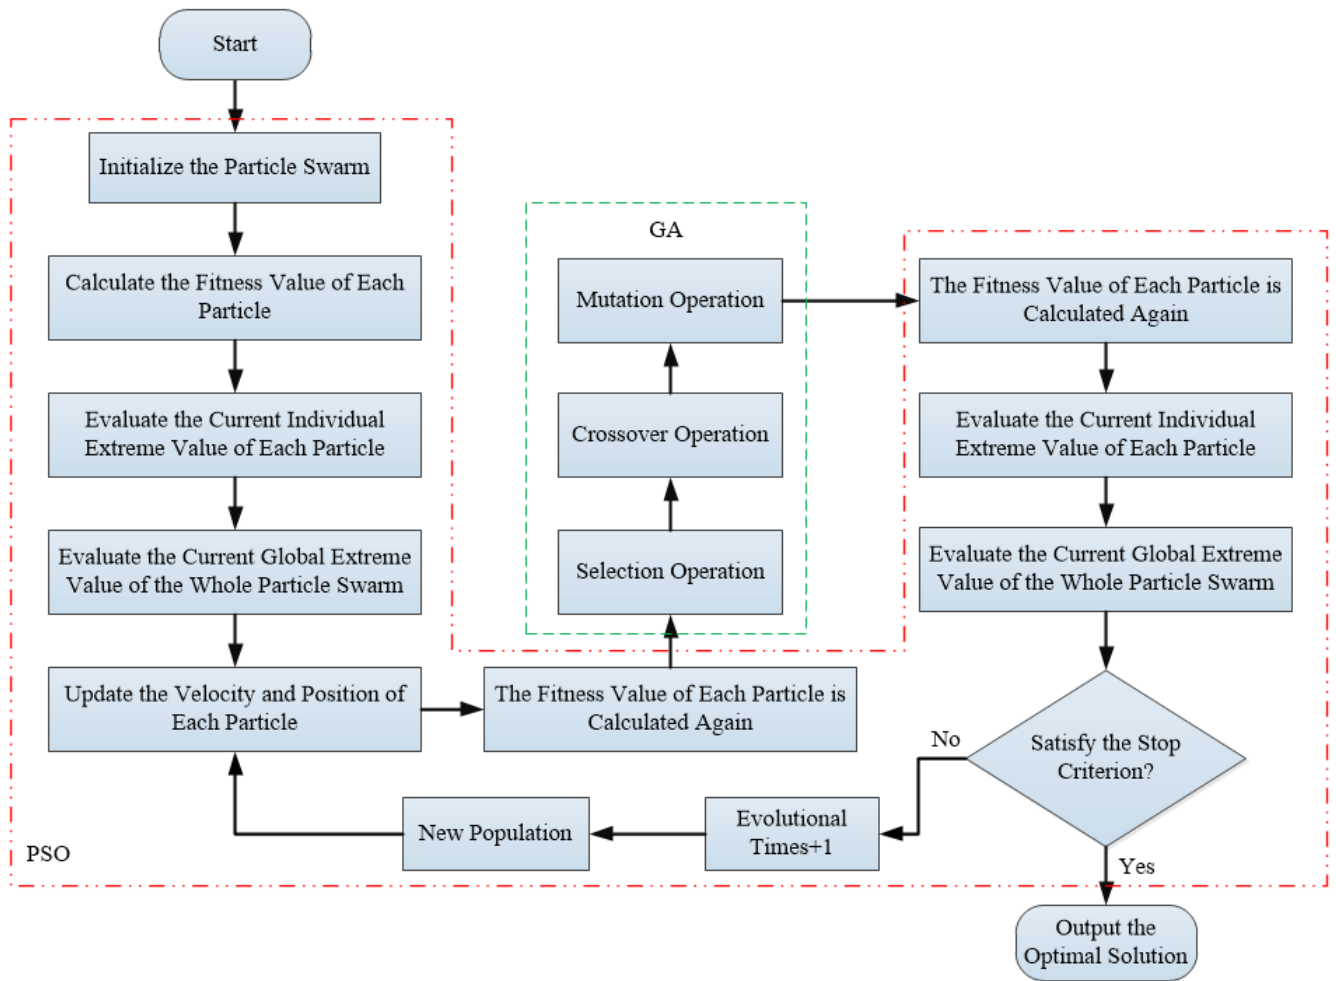 Start
Initialize the Particle Swarm
Calculate the Fitness Value of Each
Particle
Evaluate the Current Individual
Extreme Value of Each Particle
Evaluate the Current Global Extreme
Value of the Whole Particle Swarm
Update the Velocity and Position of
Each Particle
The Fitness Value of Each Particle is
Calculated Again
GA
Mutation Operation
Crossover Operation
Selection Operation
The Fitness Value of Each Particle is
Calculated Again
Evaluate the Current Individual
Extreme Value of Each Particle
Evaluate the Current Global Extreme
Value of the Whole Particle Swarm
Satisfy the Stop
Criterion?
No
Evolutional
Times+1
New Population
PSO
Yes
Output the
Optimal Solution